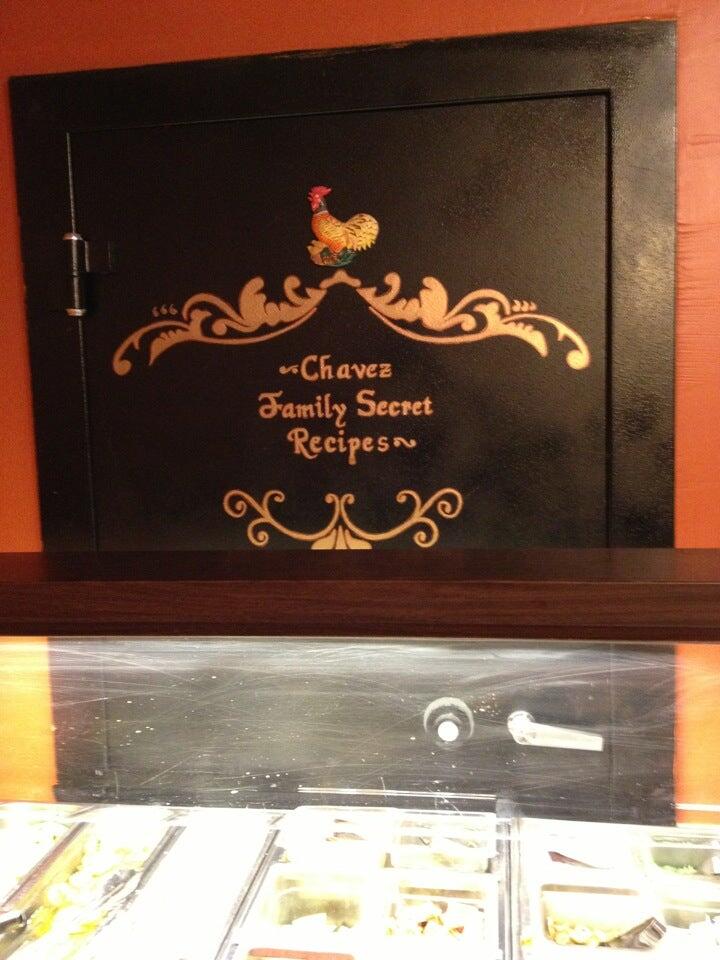 ~Chavez
Family Secret
Recipes~